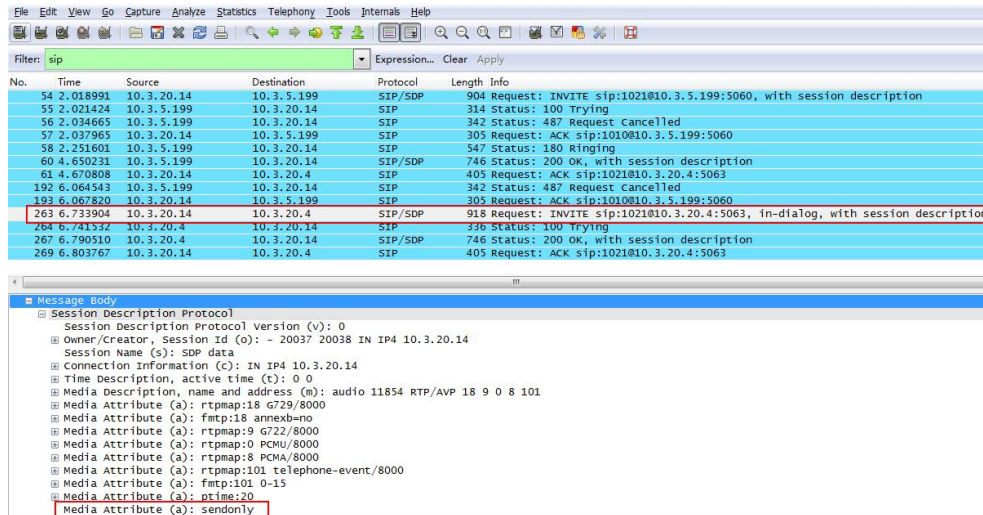 File Edit View Go Capture Analyze Statistics Telephony Tools Internals Help
Filter: sip Expression... Clear Apply
No. Time Source Destination Protocol Length Info
54 2.018991 10.3.20.14 10.3.5.199 SIP/SDP 904 Request: INVITE sip:1021@10.3.5.199:5060, with session description
55 2.021424 10.3.5.199 10.3.20.14 SIP 314 Status: 100 Trying
56 2.034665 10.3.5.199 10.3.20.14 SIP 342 Status: 487 Request Cancelled
57 2.037965 10.3.20.14 10.3.5.199 SIP 305 Request: ACK sip:1010@10.3.5.199:5060
58 2.251601 10.3.5.199 10.3.20.14 SIP 547 Status: 180 Ringing
60 4.650231 10.3.5.199 10.3.20.14 SIP/SDP 746 Status: 200 OK, with session description
61 4.670808 10.3.20.14 10.3.20.4 SIP 405 Request: ACK sip:1021@10.3.20.4:5063
192 6.064543 10.3.5.199 10.3.20.14 SIP 342 Status: 487 Request Cancelled
193 6.067820 10.3.20.14 10.3.5.199 SIP 305 Request: ACK sip:1010@10.3.5.199:5060
263 6.733904 10.3.20.14 10.3.20.4 SIP/SDP 918 Request: INVITE sip:1021@10.3.20.4:5063, in-dialog, with session description
264 6.741532 10.3.20.4 10.3.20.14 SIP 336 Status: 100 Trying
267 6.790510 10.3.20.4 10.3.20.14 SIP/SDP 746 Status: 200 OK, with session description
269 6.803767 10.3.20.14 10.3.20.4 SIP 405 Request: ACK sip:1021@10.3.20.4:5063
Message Body
Session Description Protocol
Session Description Protocol Version (v): 0
Owner/Creator, Session Id (o): - 20037 20038 IN IP4 10.3.20.14
Session Name (s): SDP data
Connection Information (c): IN IP4 10.3.20.14
Time Description, active time (t): 0 0
Media Description, name and address (m): audio 11854 RTP/AVP 18 9 0 8 101
Media Attribute (a): rtpmap:18 G729/8000
Media Attribute (a): fmtp:18 annexb=no
Media Attribute (a): rtpmap:9 G722/8000
Media Attribute (a): rtpmap:0 PCMU/8000
Media Attribute (a): rtpmap:8 PCMA/8000
Media Attribute (a): rtpmap:101 telephone-event/8000
Media Attribute (a): fmtp:101 0-15
Media Attribute (a): ptime:20
Media Attribute (a): sendonly